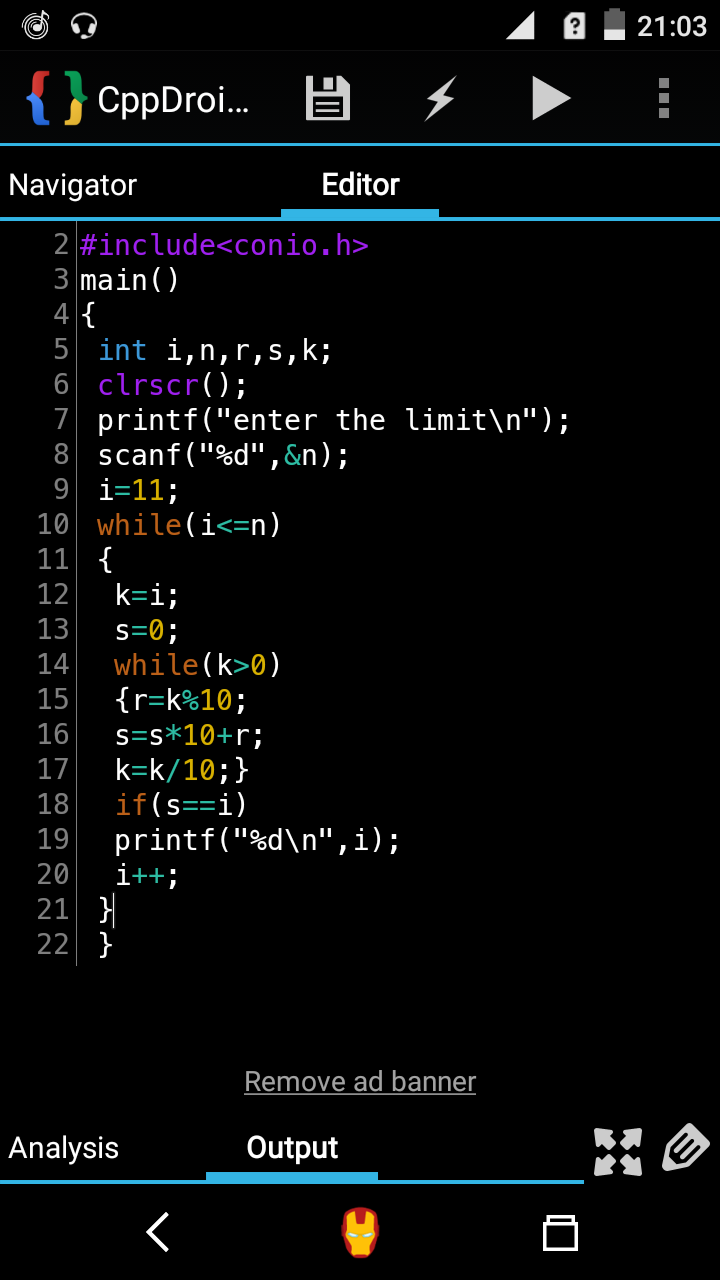 21:03
CppDroi...
Navigator
Editor
2 #include<conio.h>
3 main()
4 {
5 int i,n,r,s,k;
6 clrscr();
7 printf("enter the limit\n");
8 scanf("%d",&n);
9 i=11;
10 while(i<=n)
11 {
12 k=i;
13 s=0;
14 while(k>0)
15 {r=k%10;
16 s=s*10+r;
17 k=k/10;}
18 if(s==i)
19 printf("%d\n",i);
20 i++;
21 }
22 }
Remove ad banner
Analysis
Output